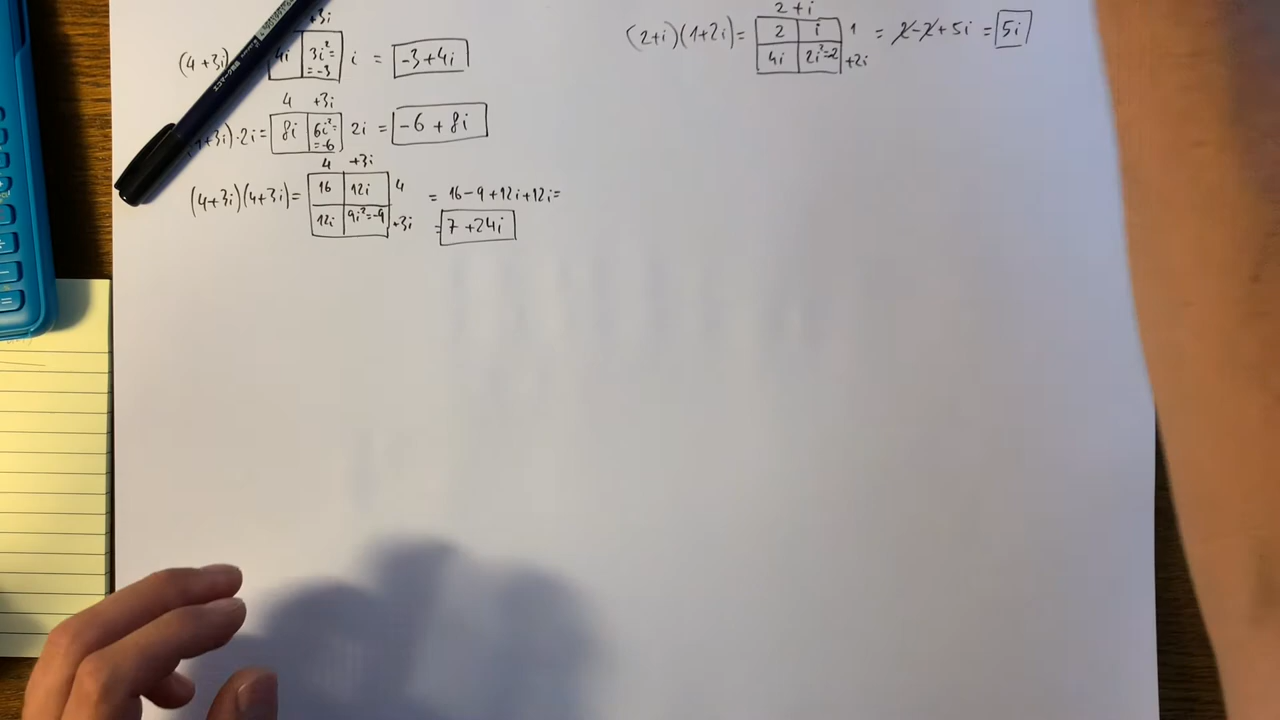 +3i
(4+3i)
4i 3i²= =-3 i = -3+4i
4 +3i
+3i)·2i= 8i 6i²= =-6 2i = -6+8i
4 +3i
(4+3i)(4+3i)= 16 12i 4 = 16-9+12i+12i=
12i 9i²=-9 +3i = 7+24i
2+i
(2+i)(1+2i)= 2 i 1 = 2-2+5i = 5i
4i 2i²=-2 +2i